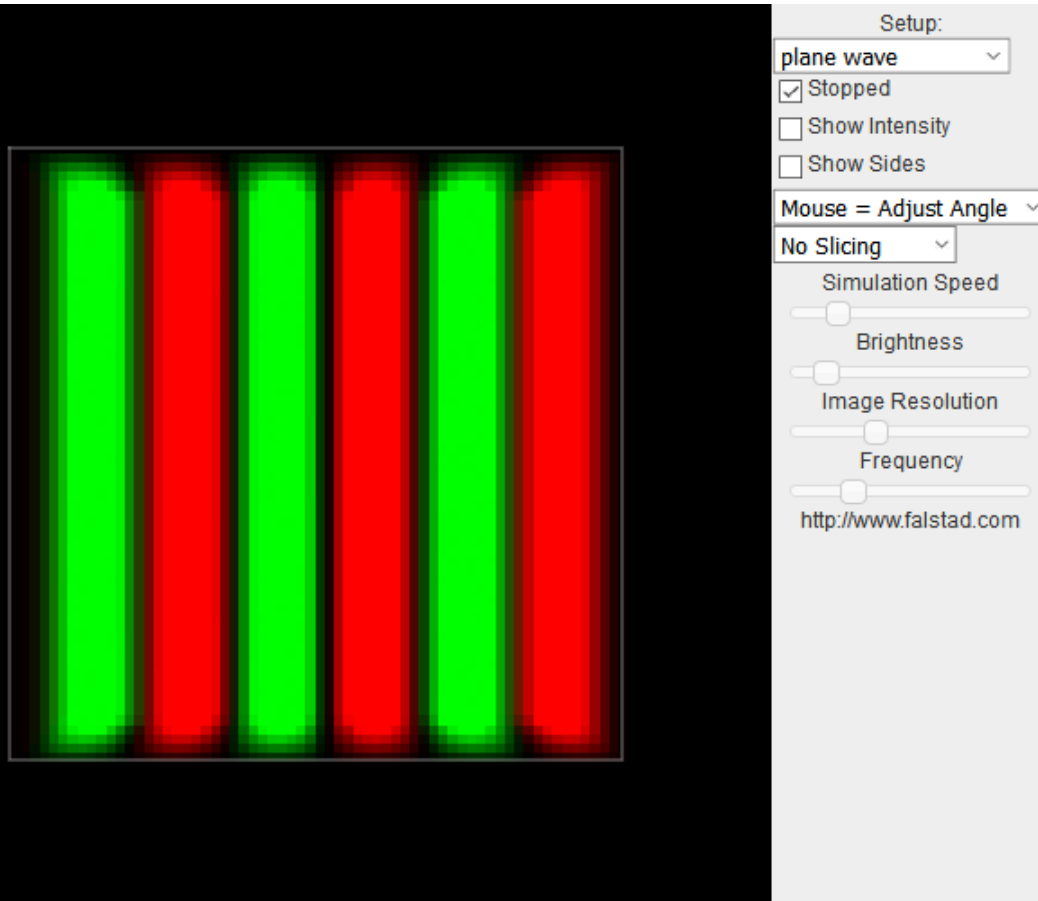 Setup:
plane wave
Stopped
Show Intensity
Show Sides
Mouse = Adjust Angle
No Slicing
Simulation Speed
Brightness
Image Resolution
Frequency
http://www.falstad.com